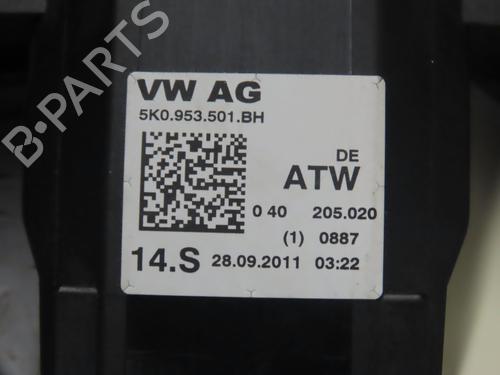 VW AG
5K0.953.501.BH
DE
ATW
0 40 205.020
(1) 0887
14.S 28.09.2011 03:22
B-PARTS